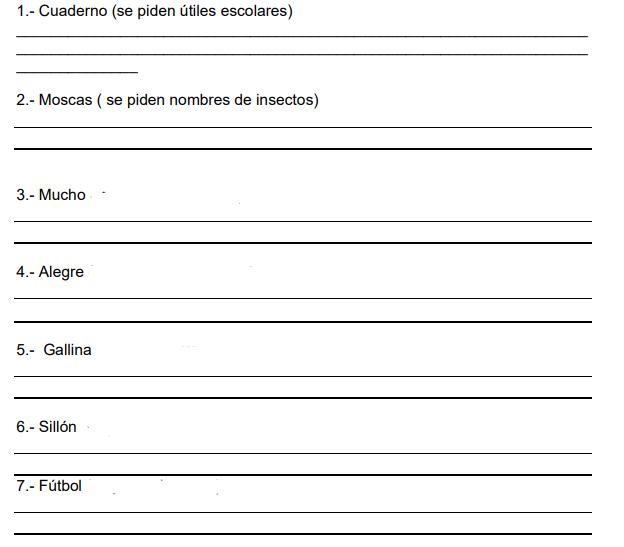 1.- Cuaderno (se piden útiles escolares)
2.- Moscas ( se piden nombres de insectos)
3.- Mucho
4.- Alegre
5.- Gallina
6.- Sillón
7.- Fútbol